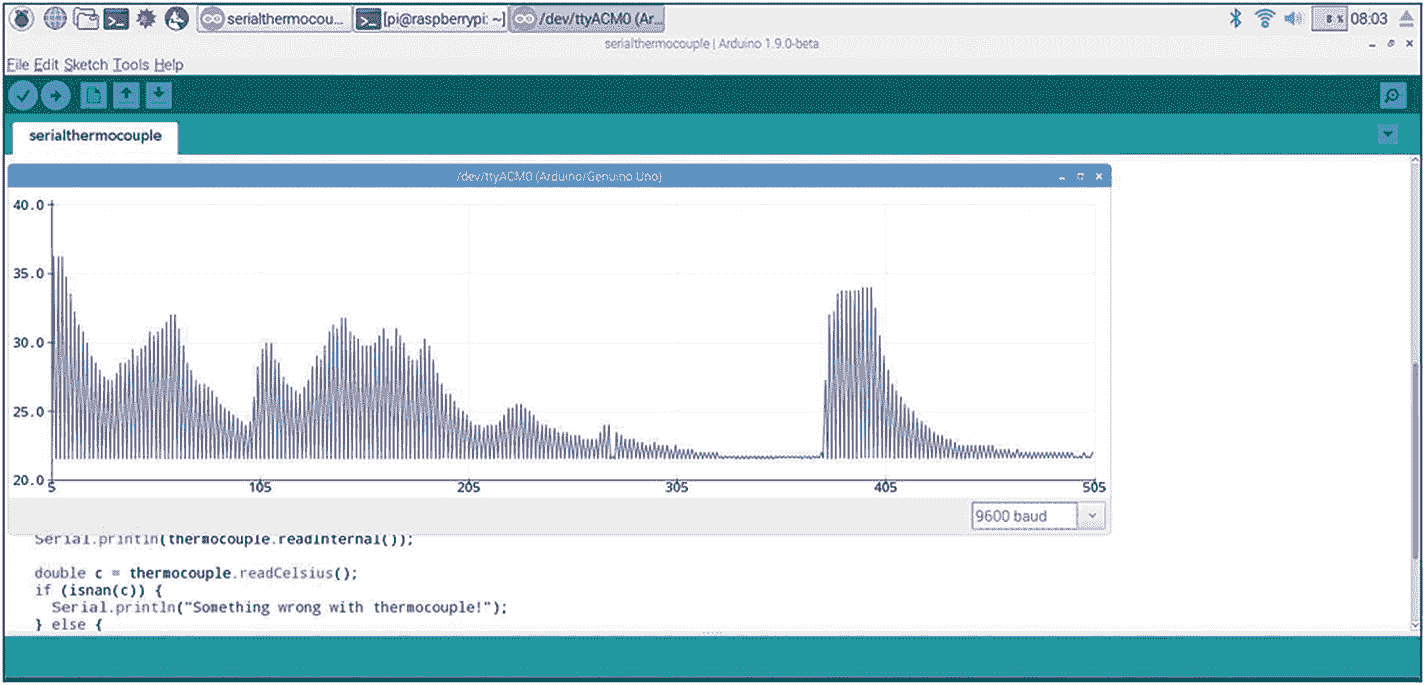 serialthermocou... [pi@raspberrypi: ~] /dev/ttyACM0 (Ar... 8 % 08:03
serialthermocouple | Arduino 1.9.0-beta
File Edit Sketch Tools Help
serialthermocouple
/dev/ttyACM0 (Arduino/Genuino Uno)
40.0
35.0
30.0
25.0
20.0
5 105 205 305 405 505
9600 baud
Serial.println(thermocouple.readInternal());
double c = thermocouple.readCelsius();
if (isnan(c)) {
Serial.println("Something wrong with thermocouple!");
} else {